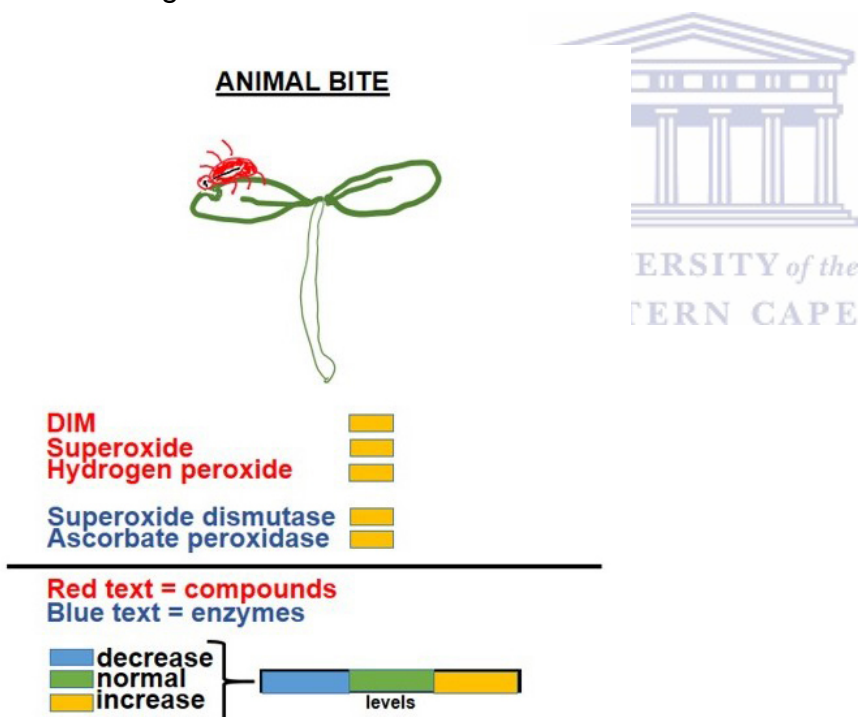 ANIMAL BITE
ERSITY of the
TERN CAPE
DIM
Superoxide
Hydrogen peroxide
Superoxide dismutase
Ascorbate peroxidase
Red text = compounds
Blue text = enzymes
decrease
normal
increase
levels